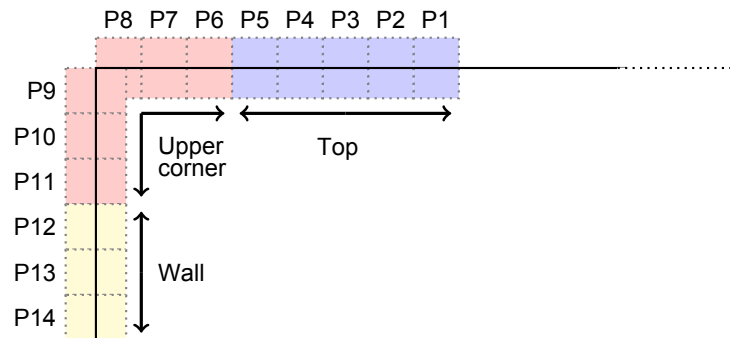 P8 P7 P6 P5 P4 P3 P2 P1
P9
P10
P11
P12
P13
P14
Upper
corner
Top
Wall